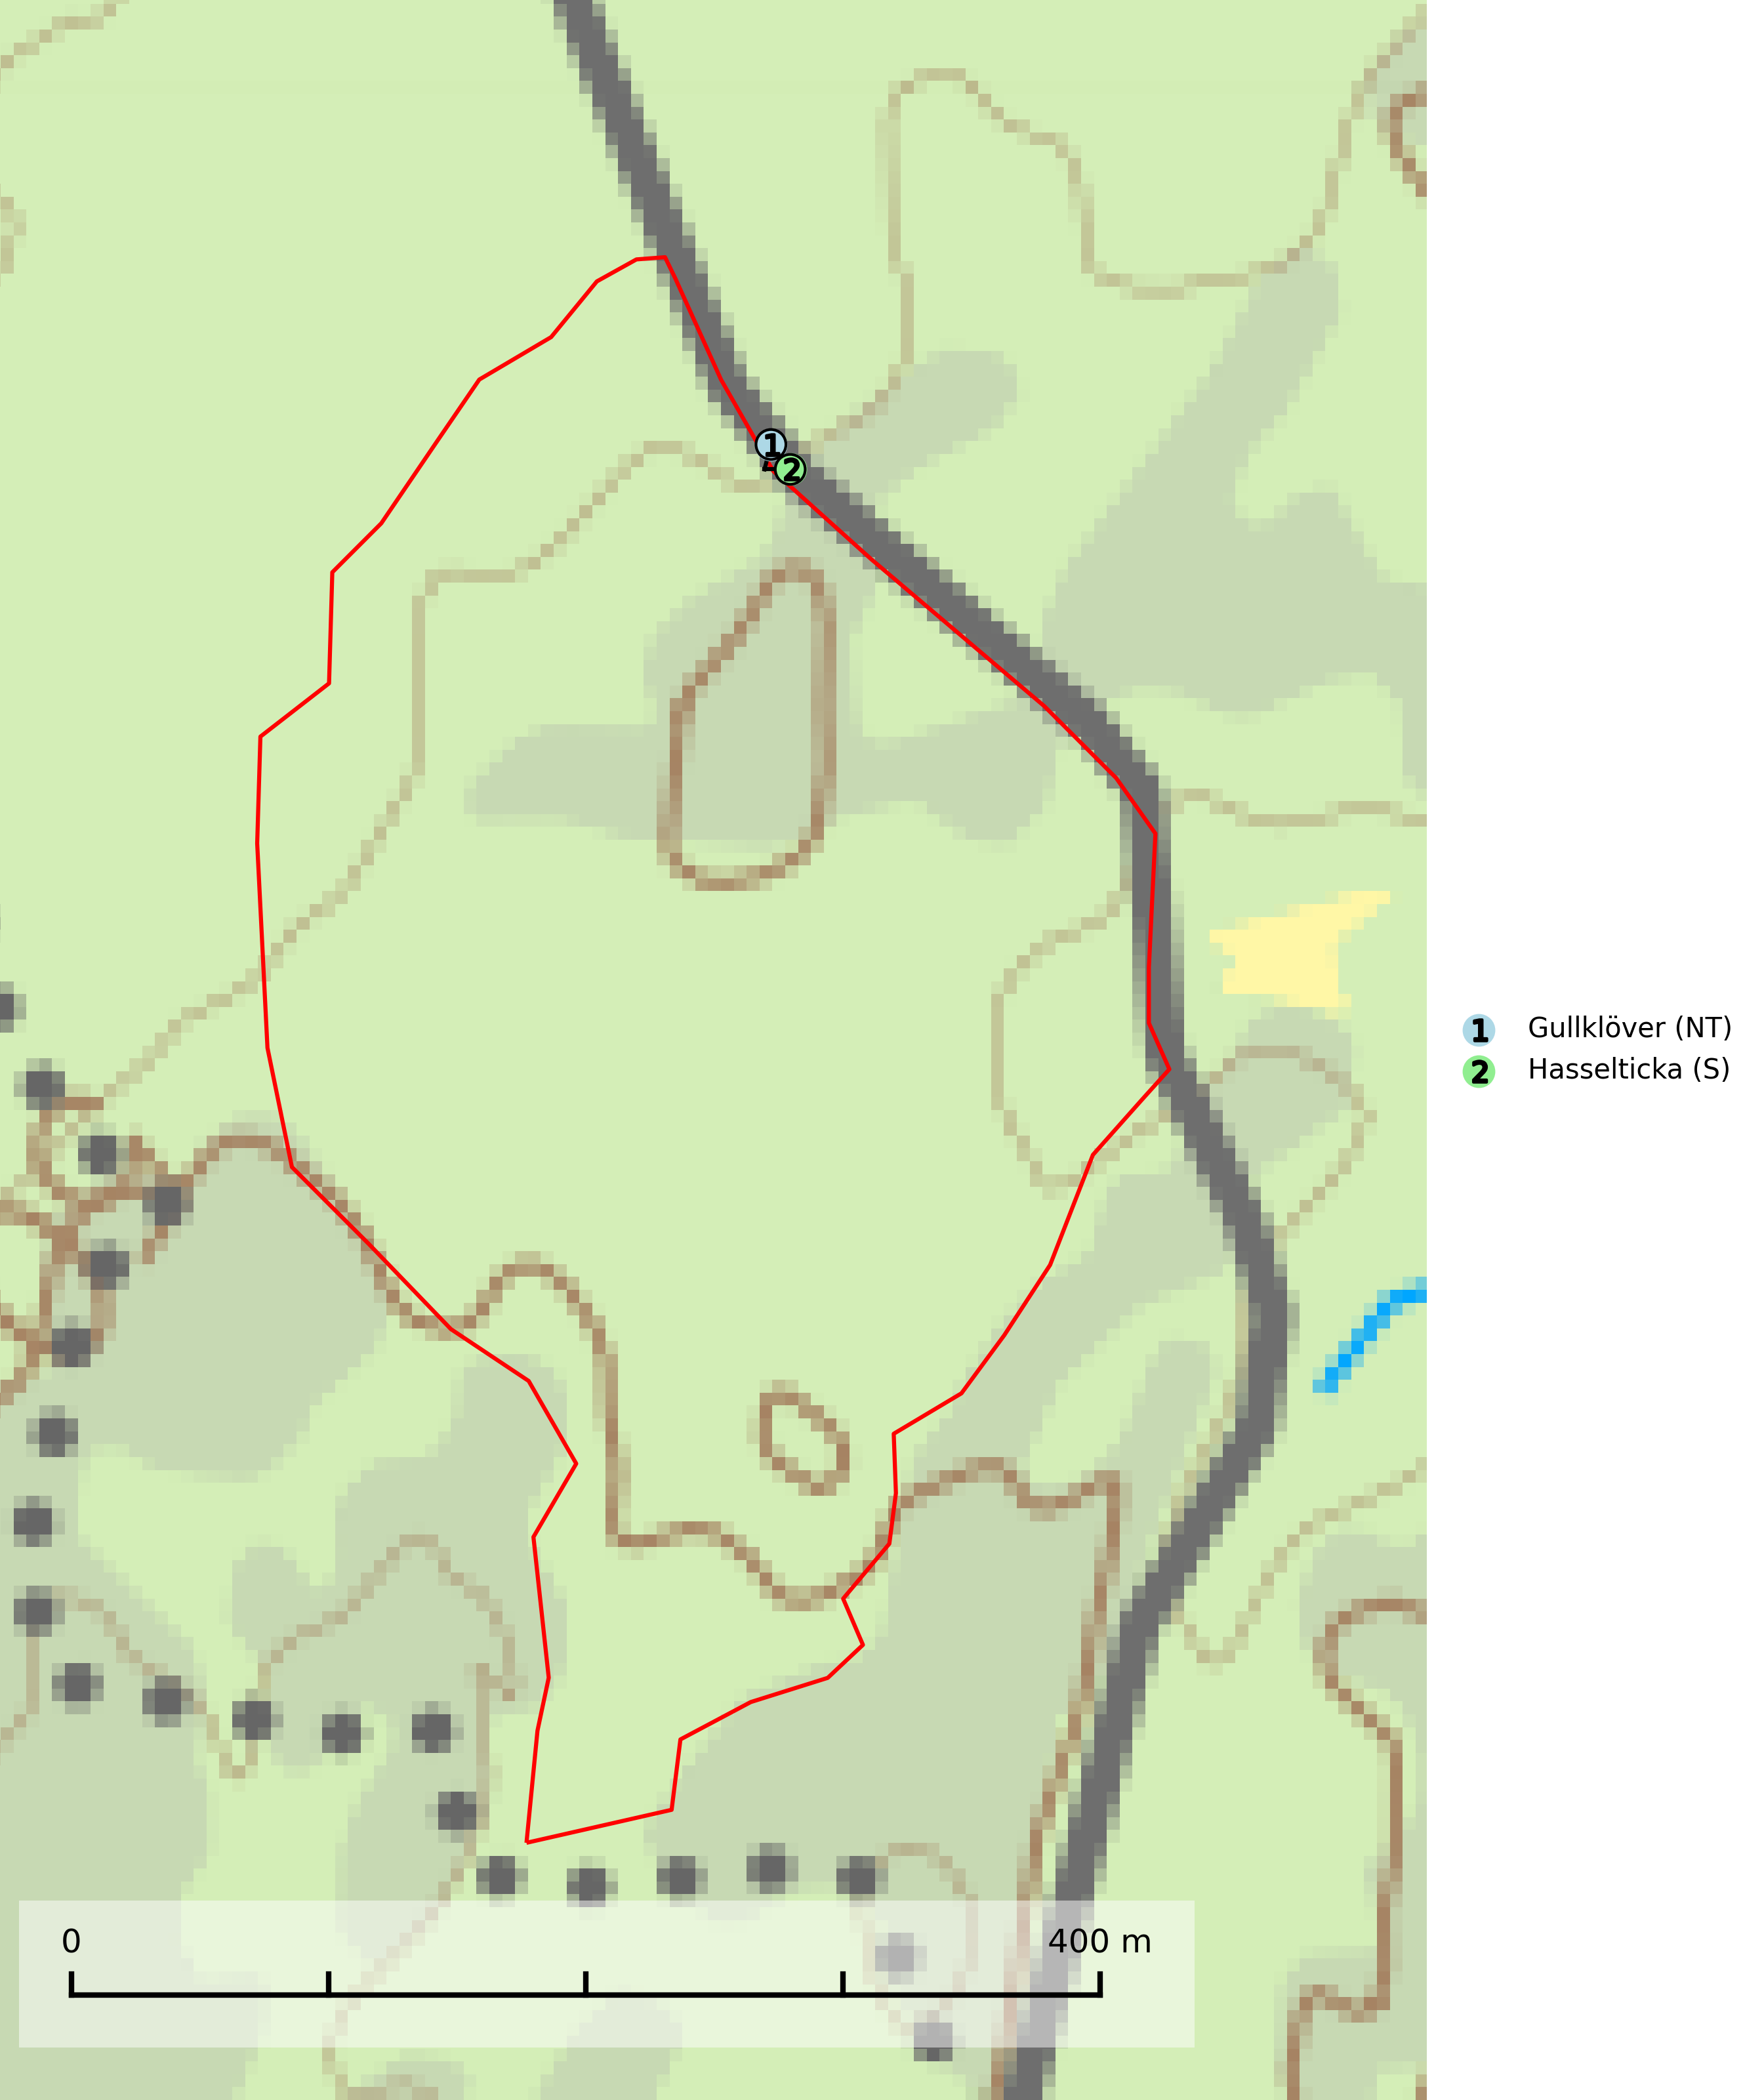 1
2
1 Gullklöver (NT)
2 Hasselticka (S)
0 400 m